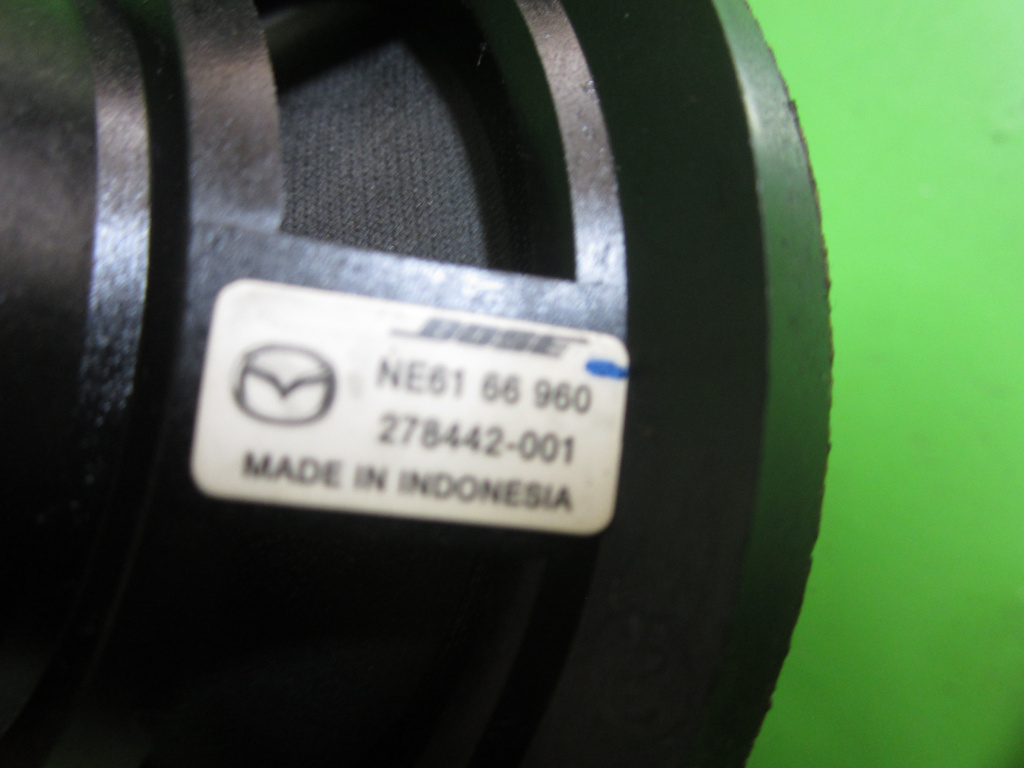 BOSE
NE61 66 960
278442-001
MADE IN INDONESIA